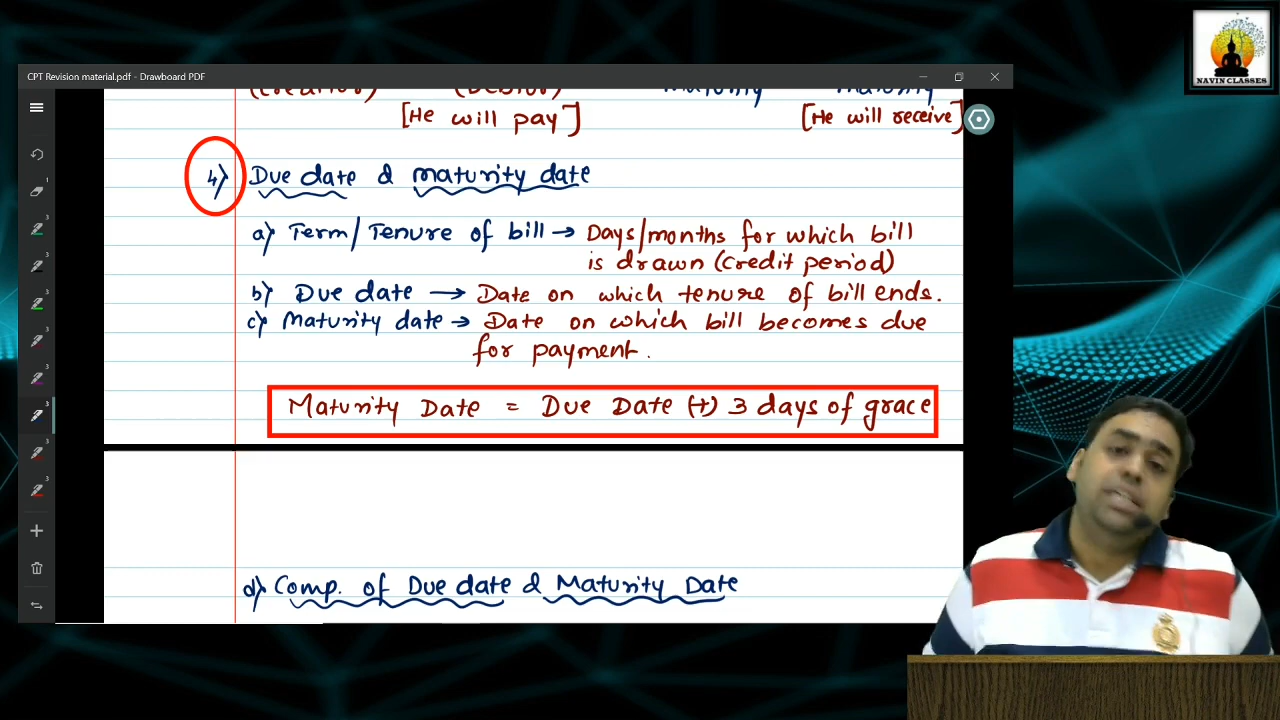 NAVIN CLASSES
CPT Revision material.pdf - Drawboard PDF
[He will pay] [He will receive]
4) Due date & maturity date
a) Term/Tenure of bill → Days/months for which bill
is drawn (credit period)
b) Due date → Date on which tenure of bill ends.
c) Maturity date → Date on which bill becomes due
for payment.
Maturity Date = Due Date (+) 3 days of grace
d) Comp. of Due date & Maturity Date